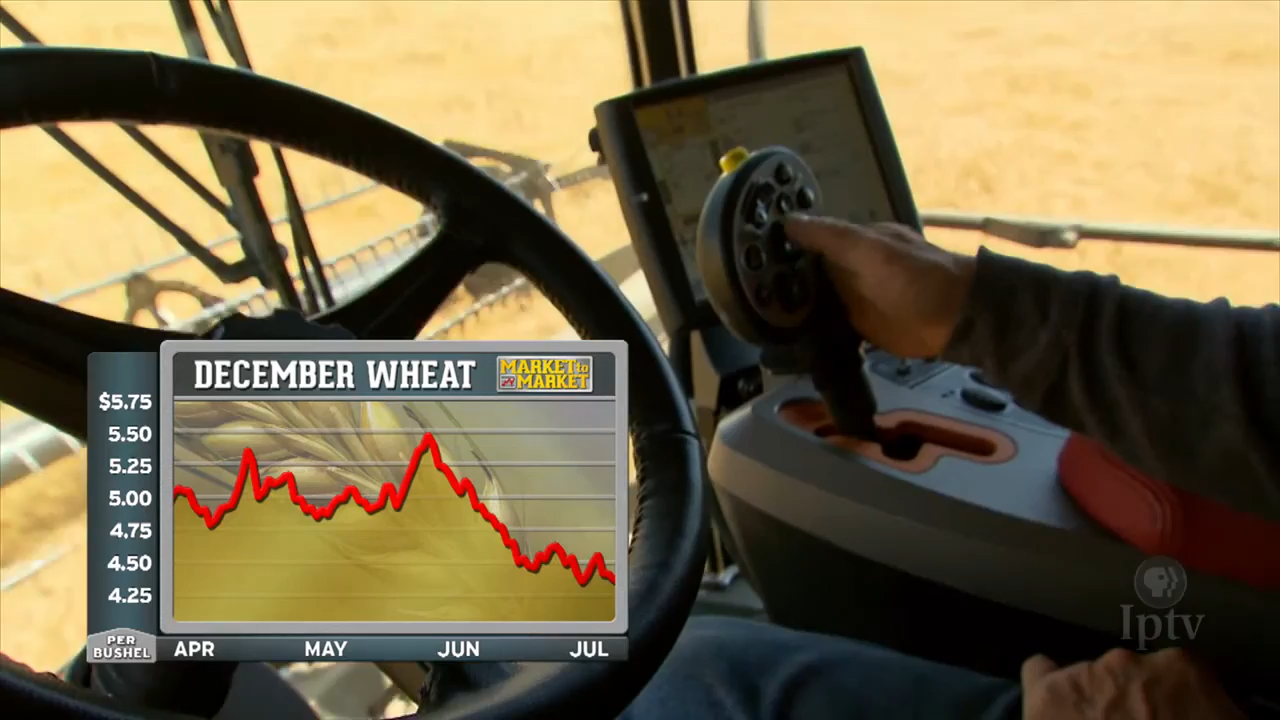 DECEMBER WHEAT
MARKET to
MARKET
$5.75
5.50
5.25
5.00
4.75
4.50
4.25
PER
BUSHEL
APR MAY JUN JUL
Iptv